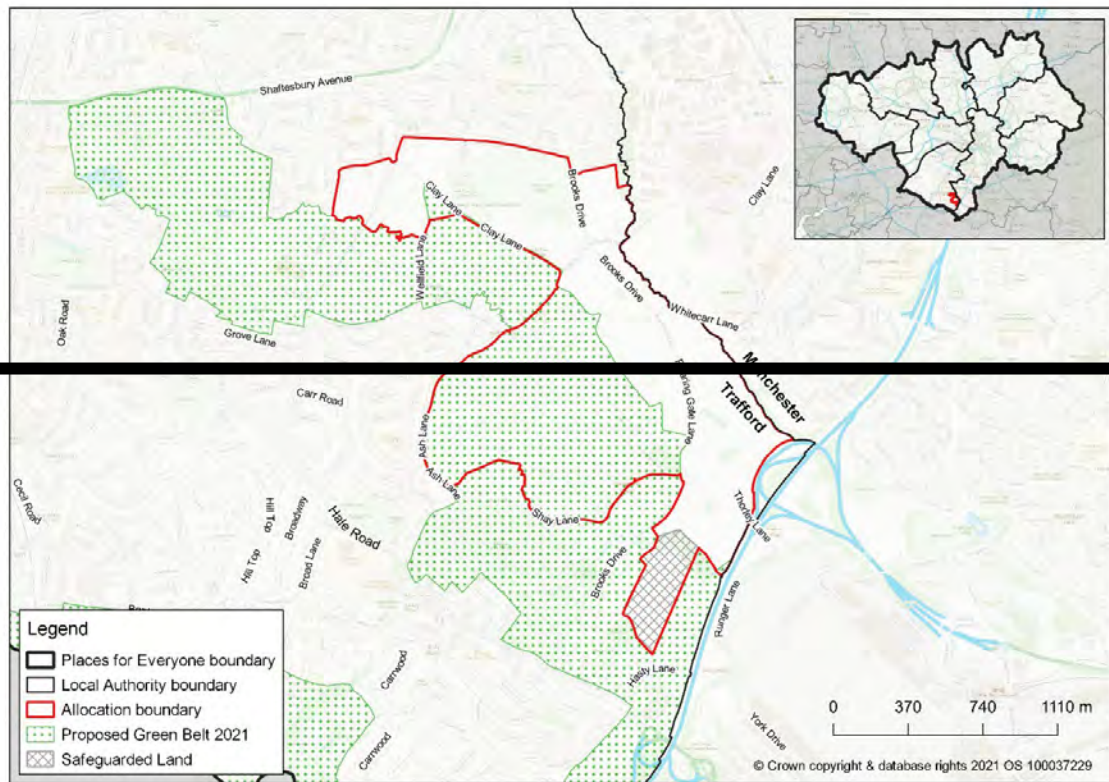 Shaftesbury Avenue
Clay Lane
Clay Lane
Brooks Drive
Clay Lane
Wellfield Lane
Brooks Drive
Oak Road
Grove Lane
Whitecarr Lane
Manchester
Trafford
Carr Road
Ash Lane
Ash Lane
Cecil Road
Hill Top
Broadway
Hale Road
Shay Lane
Thorley Lane
Hill Top
Broad Lane
Brooks Drive
Runger Lane
Hasty Lane
Carrwood
Carrwood
York Drive
Legend
Places for Everyone boundary
Local Authority boundary
Allocation boundary
Proposed Green Belt 2021
Safeguarded Land
0 370 740 1110 m
© Crown copyright & database rights 2021 OS 100037229